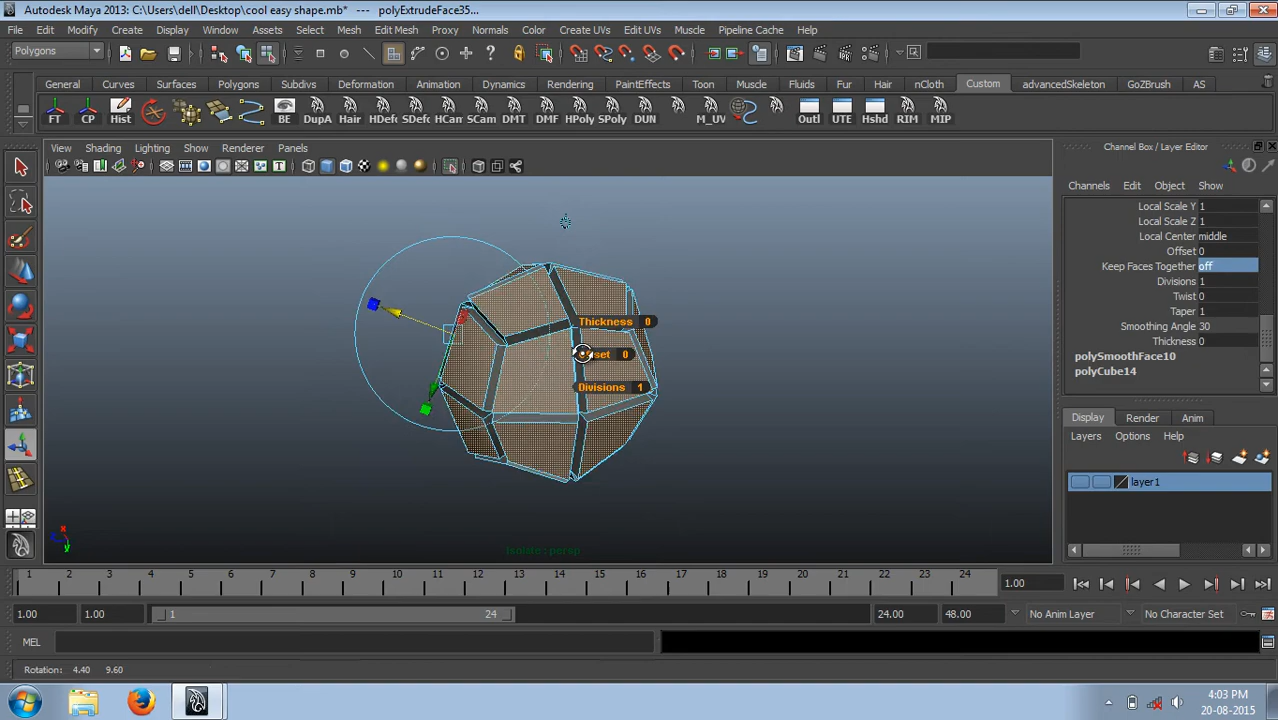 Autodesk Maya 2013: C:\Users\dell\Desktop\cool easy shape.mb* --- polyExtrudeFace35...
File Edit Modify Create Display Window Assets Select Mesh Edit Mesh Proxy Normals Color Create UVs Edit UVs Muscle Pipeline Cache Help
Polygons
General Curves Surfaces Polygons Subdivs Deformation Animation Dynamics Rendering PaintEffects Toon Muscle Fluids Fur Hair nCloth Custom advancedSkeleton GoZBrush AS
FT CP Hist BE DupA Hair HDefc SDefc HCam SCam DMT DMF HPoly SPoly DUN M_UV Outl UTE Hshd RIM MIP
View Shading Lighting Show Renderer Panels
Channel Box / Layer Editor
Channels Edit Object Show
Local Scale Y 1
Local Scale Z 1
Local Center middle
Offset 0
Keep Faces Together off
Divisions 1
Twist 0
Taper 1
Smoothing Angle 30
Thickness 0
polySmoothFace10
polyCube14
Thickness 0
set 0
Divisions 1
Isolate : persp
x
y
Display Render Anim
Layers Options Help
layer1
1 2 3 4 5 6 7 8 9 10 11 12 13 14 15 16 17 18 19 20 21 22 23 24 1.00
1.00 1.00 1 24 24.00 48.00 No Anim Layer No Character Set
MEL
Rotation: 4.40 9.60
4:03 PM
20-08-2015